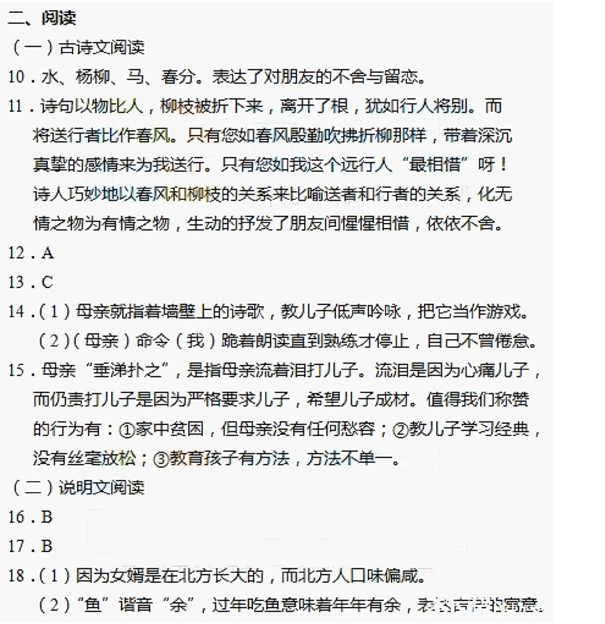 二、阅读
（一）古诗文阅读
10．水、杨柳、马、春分。表达了对朋友的不舍与留恋。
11．诗句以物比人，柳枝被折下来，离开了根，犹如行人将别。而
将送行者比作春风。只有您如春风殷勤吹拂折柳那样，带着深沉
真挚的感情来为我送行。只有您如我这个远行人“最相惜”呀！
诗人巧妙地以春风和柳枝的关系来比喻送者和行者的关系，化无
情之物为有情之物，生动的抒发了朋友间惺惺相惜，依依不舍。
12．A
13．C
14．（1）母亲就指着墙壁上的诗歌，教儿子低声吟咏，把它当作游戏。
（2）（母亲）命令（我）跪着朗读直到熟练才停止，自己不曾倦怠。
15．母亲“垂涕扑之”，是指母亲流着泪打儿子。流泪是因为心痛儿子，
而仍责打儿子是因为严格要求儿子，希望儿子成材。值得我们称赞
的行为有：①家中贫困，但母亲没有任何愁容；②教儿子学习经典，
没有丝毫放松；③教育孩子有方法，方法不单一。
（二）说明文阅读
16．B
17．B
18．（1）因为女婿是在北方长大的，而北方人口味偏咸。
（2）“鱼”谐音“余”，过年吃鱼意味着年年有余，的寓意。